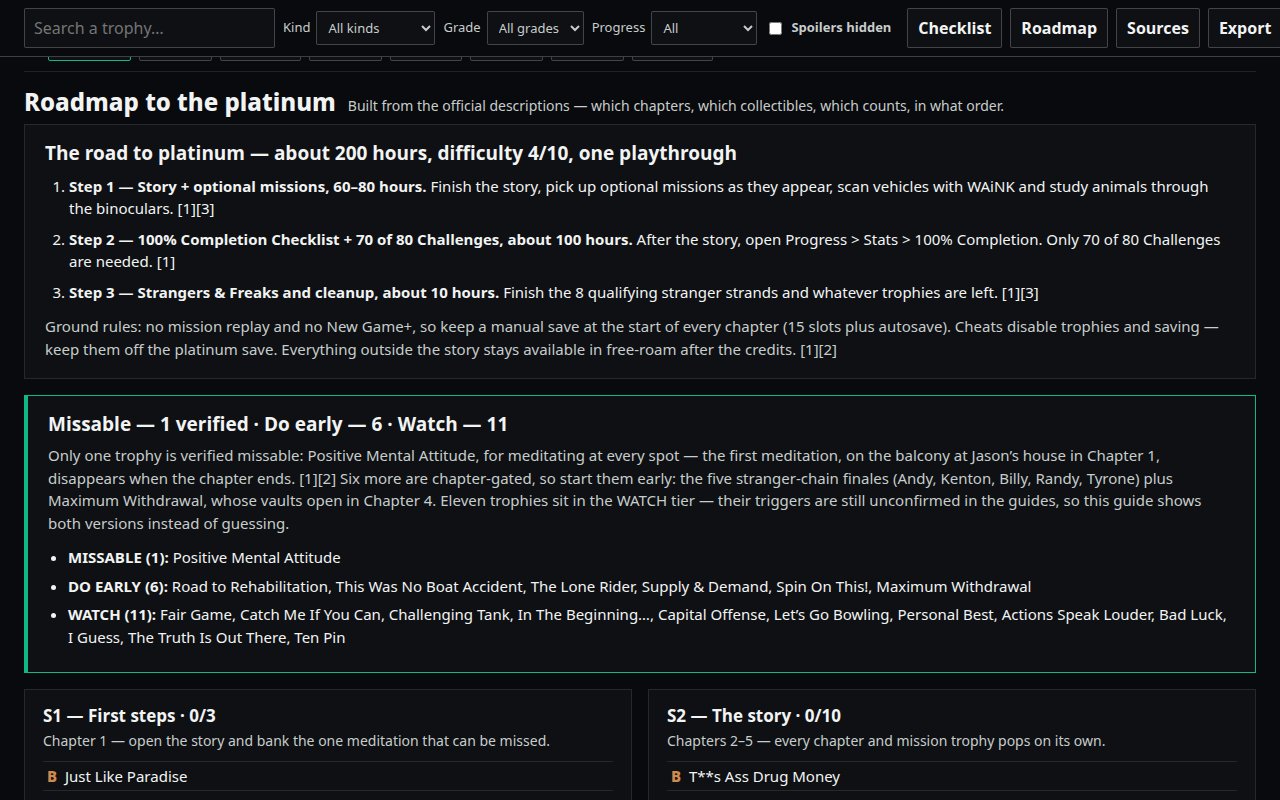 Search a trophy...
Kind
All kinds
Grade
All grades
Progress
All
Spoilers hidden
Checklist
Roadmap
Sources
Export
Roadmap to the platinum
Built from the official descriptions — which chapters, which collectibles, which counts, in what order.
The road to platinum — about 200 hours, difficulty 4/10, one playthrough
1. Step 1 — Story + optional missions, 60–80 hours. Finish the story, pick up optional missions as they appear, scan vehicles with WAiNK and study animals through
the binoculars. [1][3]
2. Step 2 — 100% Completion Checklist + 70 of 80 Challenges, about 100 hours. After the story, open Progress > Stats > 100% Completion. Only 70 of 80 Challenges
are needed. [1]
3. Step 3 — Strangers & Freaks and cleanup, about 10 hours. Finish the 8 qualifying stranger strands and whatever trophies are left. [1][3]
Ground rules: no mission replay and no New Game+, so keep a manual save at the start of every chapter (15 slots plus autosave). Cheats disable trophies and saving —
keep them off the platinum save. Everything outside the story stays available in free-roam after the credits. [1][2]
Missable — 1 verified · Do early — 6 · Watch — 11
Only one trophy is verified missable: Positive Mental Attitude, for meditating at every spot — the first meditation, on the balcony at Jason's house in Chapter 1,
disappears when the chapter ends. [1][2] Six more are chapter-gated, so start them early: the five stranger-chain finales (Andy, Kenton, Billy, Randy, Tyrone) plus
Maximum Withdrawal, whose vaults open in Chapter 4. Eleven trophies sit in the WATCH tier — their triggers are still unconfirmed in the guides, so this guide shows
both versions instead of guessing.
• MISSABLE (1): Positive Mental Attitude
• DO EARLY (6): Road to Rehabilitation, This Was No Boat Accident, The Lone Rider, Supply & Demand, Spin On This!, Maximum Withdrawal
• WATCH (11): Fair Game, Catch Me If You Can, Challenging Tank, In The Beginning..., Capital Offense, Let's Go Bowling, Personal Best, Actions Speak Louder, Bad Luck,
I Guess, The Truth Is Out There, Ten Pin
S1 — First steps · 0/3
Chapter 1 — open the story and bank the one meditation that can be missed.
B Just Like Paradise
S2 — The story · 0/10
Chapters 2–5 — every chapter and mission trophy pops on its own.
B T**s Ass Drug Money